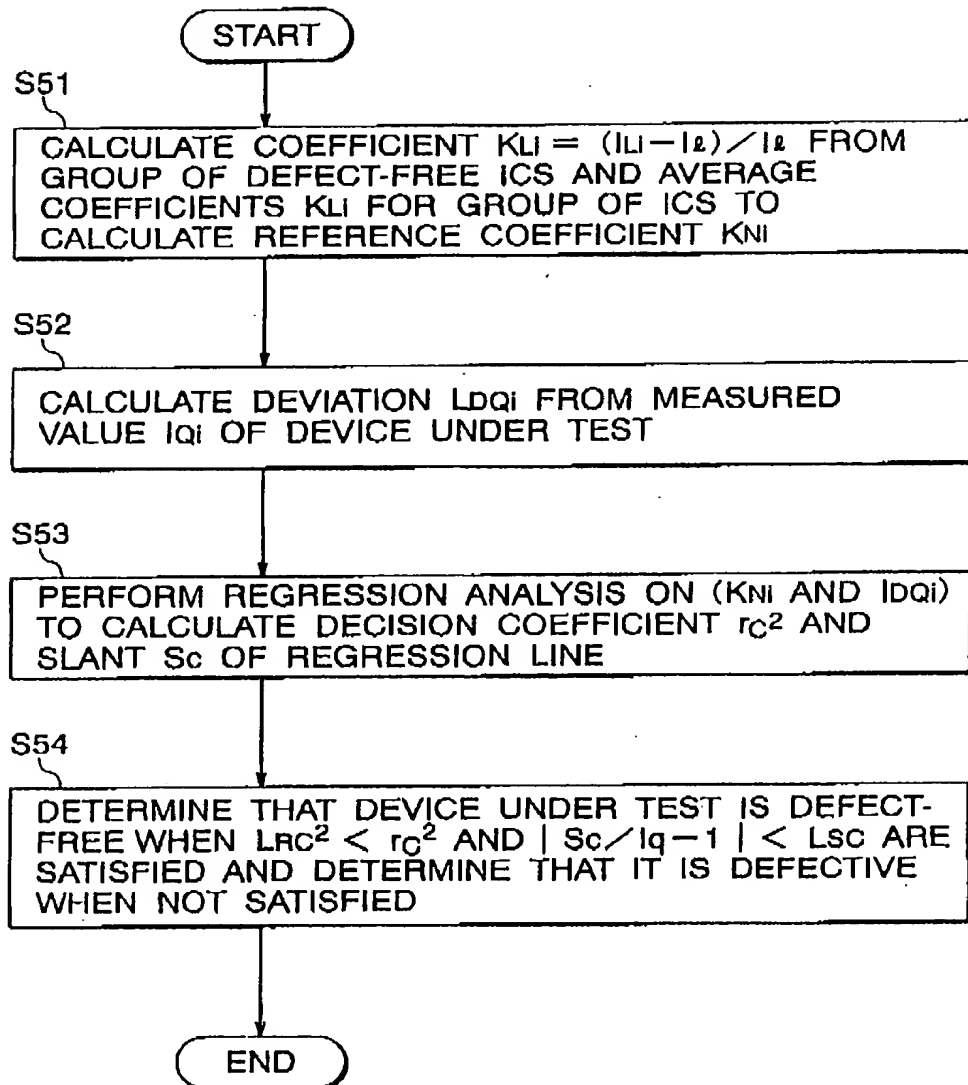 START
S51
CALCULATE COEFFICIENT KLi = (ILi－Iℓ)／Iℓ FROM
GROUP OF DEFECT-FREE ICS AND AVERAGE
COEFFICIENTS KLi FOR GROUP OF ICS TO
CALCULATE REFERENCE COEFFICIENT KNi
S52
CALCULATE DEVIATION LDQi FROM MEASURED
VALUE IQi OF DEVICE UNDER TEST
S53
PERFORM REGRESSION ANALYSIS ON (KNi AND IDQi)
TO CALCULATE DECISION COEFFICIENT rC² AND
SLANT SC OF REGRESSION LINE
S54
DETERMINE THAT DEVICE UNDER TEST IS DEFECT-
FREE WHEN LRC² < rC² AND | SC／Iq－1 | < LSC ARE
SATISFIED AND DETERMINE THAT IT IS DEFECTIVE
WHEN NOT SATISFIED
END